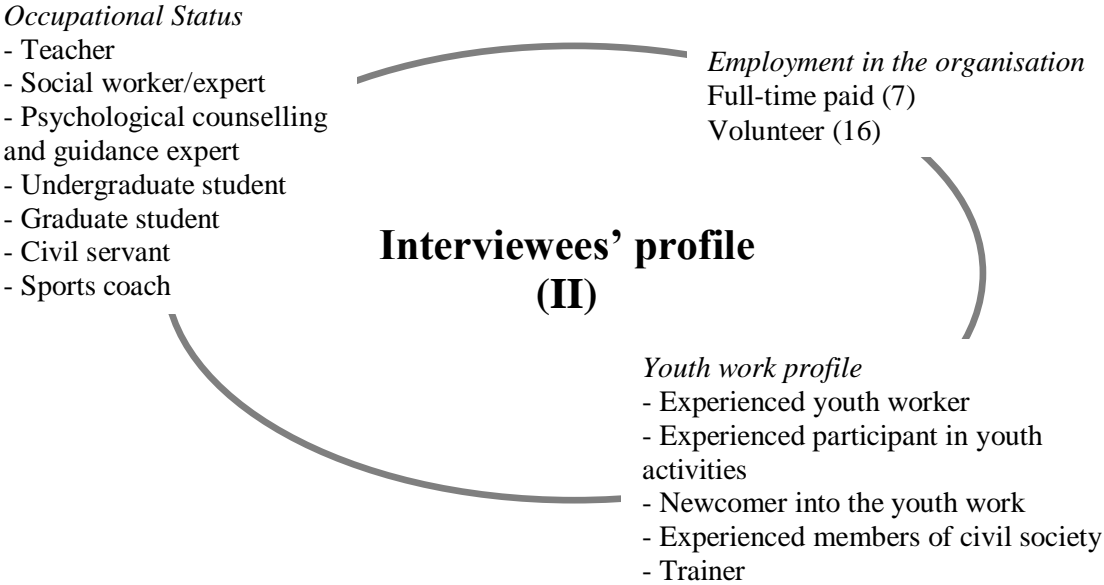 Occupational Status
- Teacher
- Social worker/expert
- Psychological counselling
and guidance expert
- Undergraduate student
- Graduate student
- Civil servant
- Sports coach
Employment in the organisation
Full-time paid (7)
Volunteer (16)
Interviewees’ profile
(II)
Youth work profile
- Experienced youth worker
- Experienced participant in youth
activities
- Newcomer into the youth work
- Experienced members of civil society
- Trainer